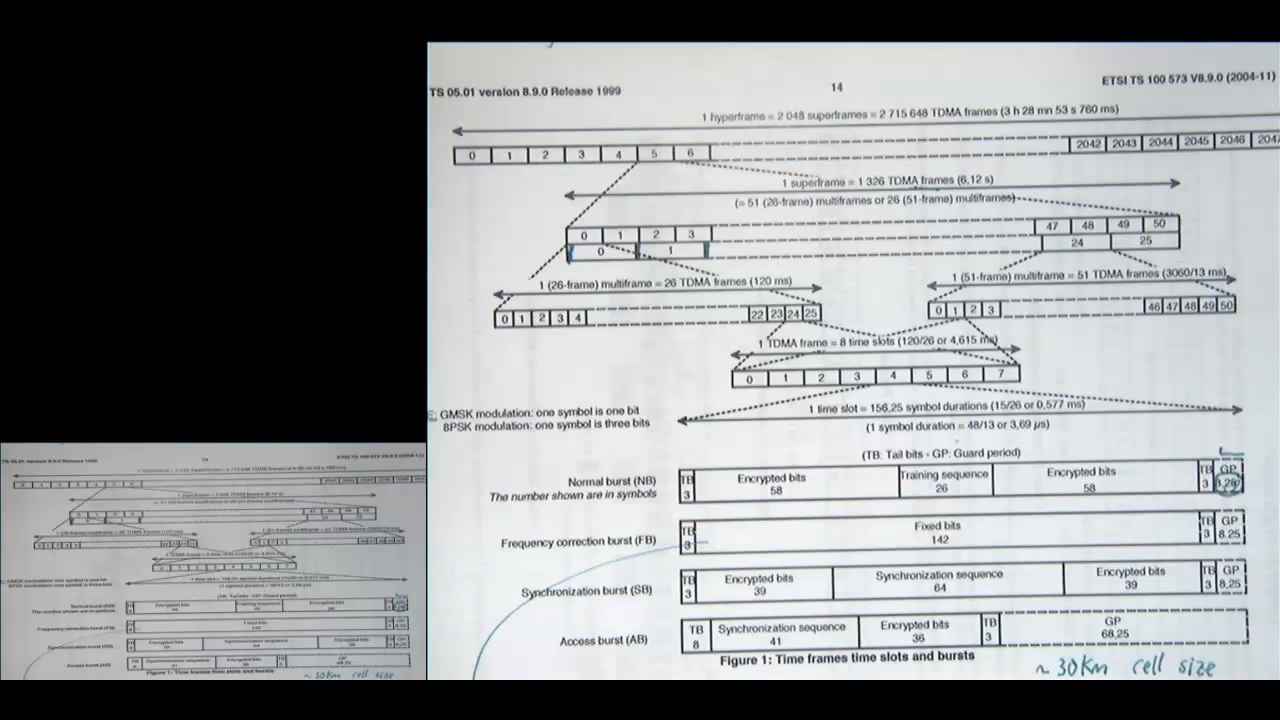 TS 05.01 version 8.9.0 Release 1999
14
ETSI TS 100 573 V8.9.0 (2004-11)
1 hyperframe = 2 048 superframes = 2 715 648 TDMA frames (3 h 28 mn 53 s 760 ms)
0 1 2 3 4 5 6 2042 2043 2044 2045 2046 204
1 superframe = 1 326 TDMA frames (6,12 s)
(= 51 (26-frame) multiframes or 26 (51-frame) multiframes)
0 1 2 3 47 48 49 50
0 1 24 25
1 (26-frame) multiframe = 26 TDMA frames (120 ms)
1 (51-frame) multiframe = 51 TDMA frames (3060/13 ms)
0 1 2 3 4 22 23 24 25
0 1 2 3 46 47 48 49 50
1 TDMA frame = 8 time slots (120/26 or 4,615 ms)
0 1 2 3 4 5 6 7
1 time slot = 156,25 symbol durations (15/26 or 0,577 ms)
(1 symbol duration = 48/13 or 3,69 µs)
GMSK modulation: one symbol is one bit
8PSK modulation: one symbol is three bits
(TB: Tail bits - GP: Guard period)
Normal burst (NB)
The number shown are in symbols
TB Encrypted bits Training sequence Encrypted bits TB GP
3 58 26 58 3 8,25
Frequency correction burst (FB)
TB Fixed bits TB GP
3 142 3 8,25
Synchronization burst (SB)
TB Encrypted bits Synchronization sequence Encrypted bits TB GP
3 39 64 39 3 8,25
Access burst (AB)
TB Synchronization sequence Encrypted bits TB GP
8 41 36 3 68,25
Figure 1: Time frames time slots and bursts
~ 30Km cell size